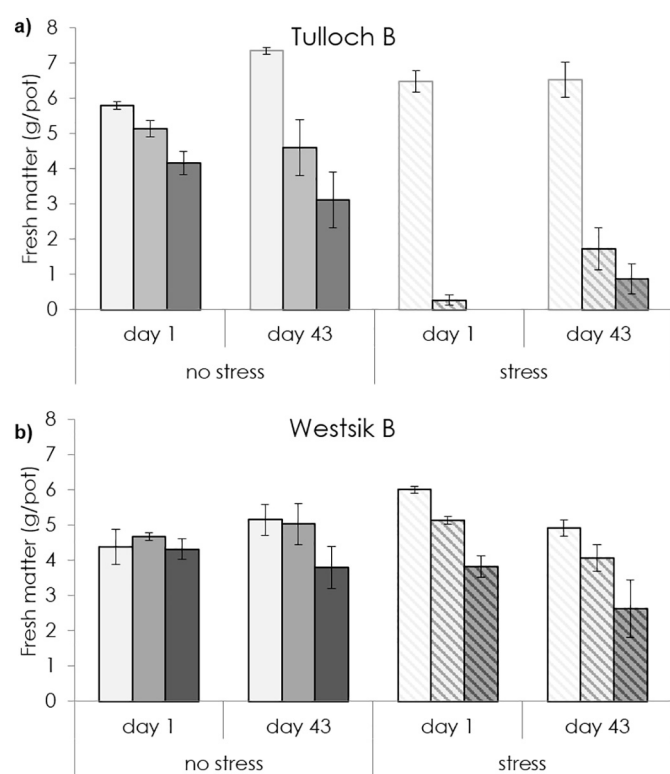 a)
Tulloch B
Fresh matter (g/pot)
8
7
6
5
4
3
2
1
0
day 1 day 43 day 1 day 43
no stress stress
b)
Westsik B
Fresh matter (g/pot)
8
7
6
5
4
3
2
1
0
day 1 day 43 day 1 day 43
no stress stress